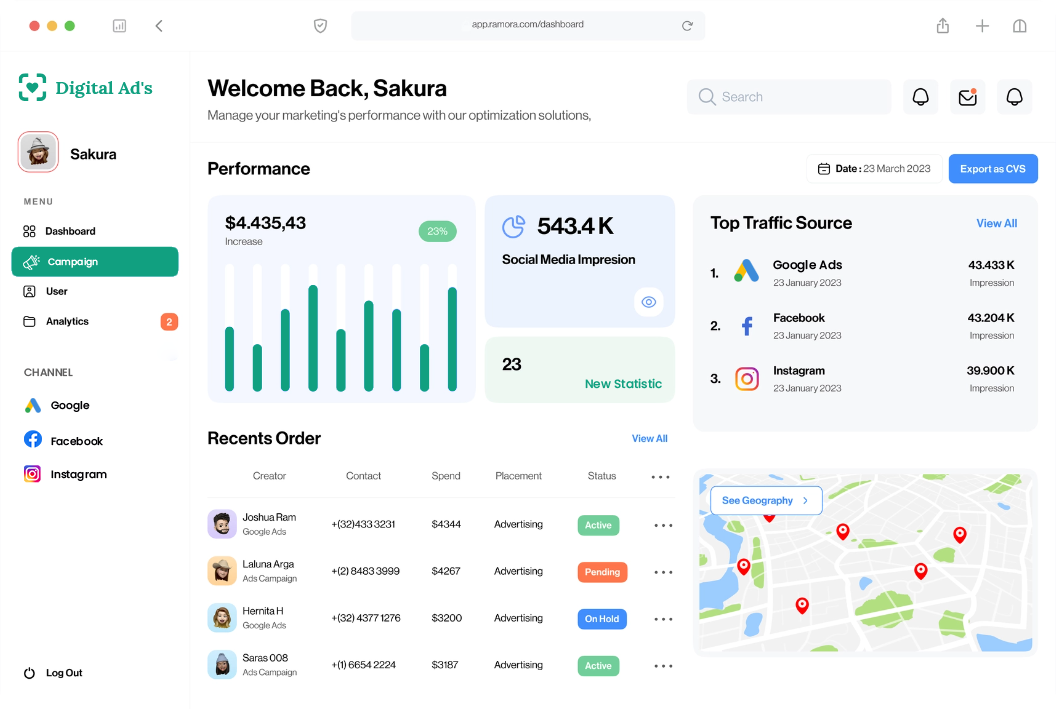 app.ramora.com/dashboard
Digital Ad's
Sakura
MENU
Dashboard
Campaign
User
Analytics
2
CHANNEL
Google
Facebook
Instagram
Log Out
Welcome Back, Sakura
Manage your marketing's performance with our optimization solutions,
Search
Performance
Date : 23 March 2023
Export as CVS
$4.435,43
Increase
23%
543.4 K
Social Media Impresion
23
New Statistic
Top Traffic Source
View All
1.
Google Ads
23 January 2023
43.433 K
Impression
2.
Facebook
23 January 2023
43.204 K
Impression
3.
Instagram
23 January 2023
39.900 K
Impression
Recents Order
View All
Creator Contact Spend Placement Status
Joshua Ram
Google Ads
+(32)433 3231 $4344 Advertising Active
Laluna Arga
Ads Campaign
+(2) 8483 3999 $4267 Advertising Pending
Hernita H
Google Ads
+(32) 4377 1276 $3200 Advertising On Hold
Saras 008
Ads Campaign
+(1) 6654 2224 $3187 Advertising Active
See Geography